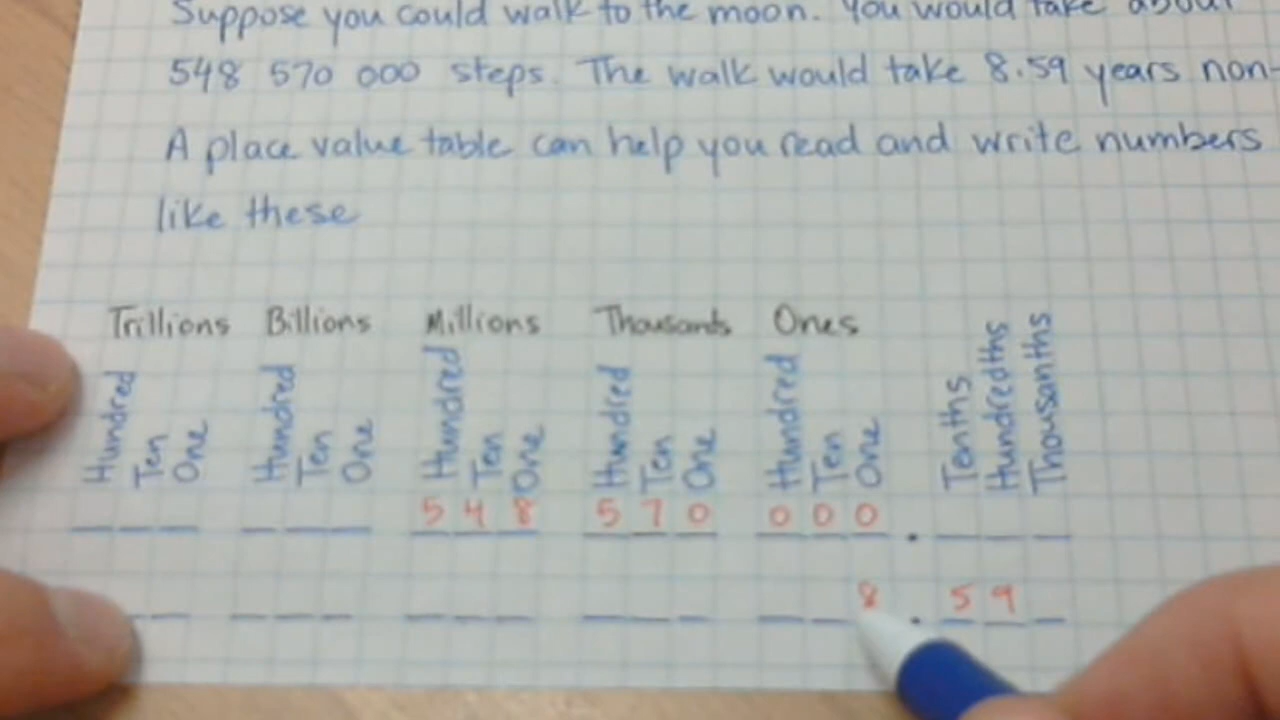 Suppose you could walk to the moon. You would take about
548 570 000 steps. The walk would take 8.59 years non-
A place value table can help you read and write numbers
like these
Trillions Billions Millions Thousands Ones
Hundred Ten One Hundred Ten One Hundred Ten One Hundred Ten One Hundred Ten One Tenths Hundredths Thousanths
5 4 8 5 7 0 0 0 0 .
8 . 5 9